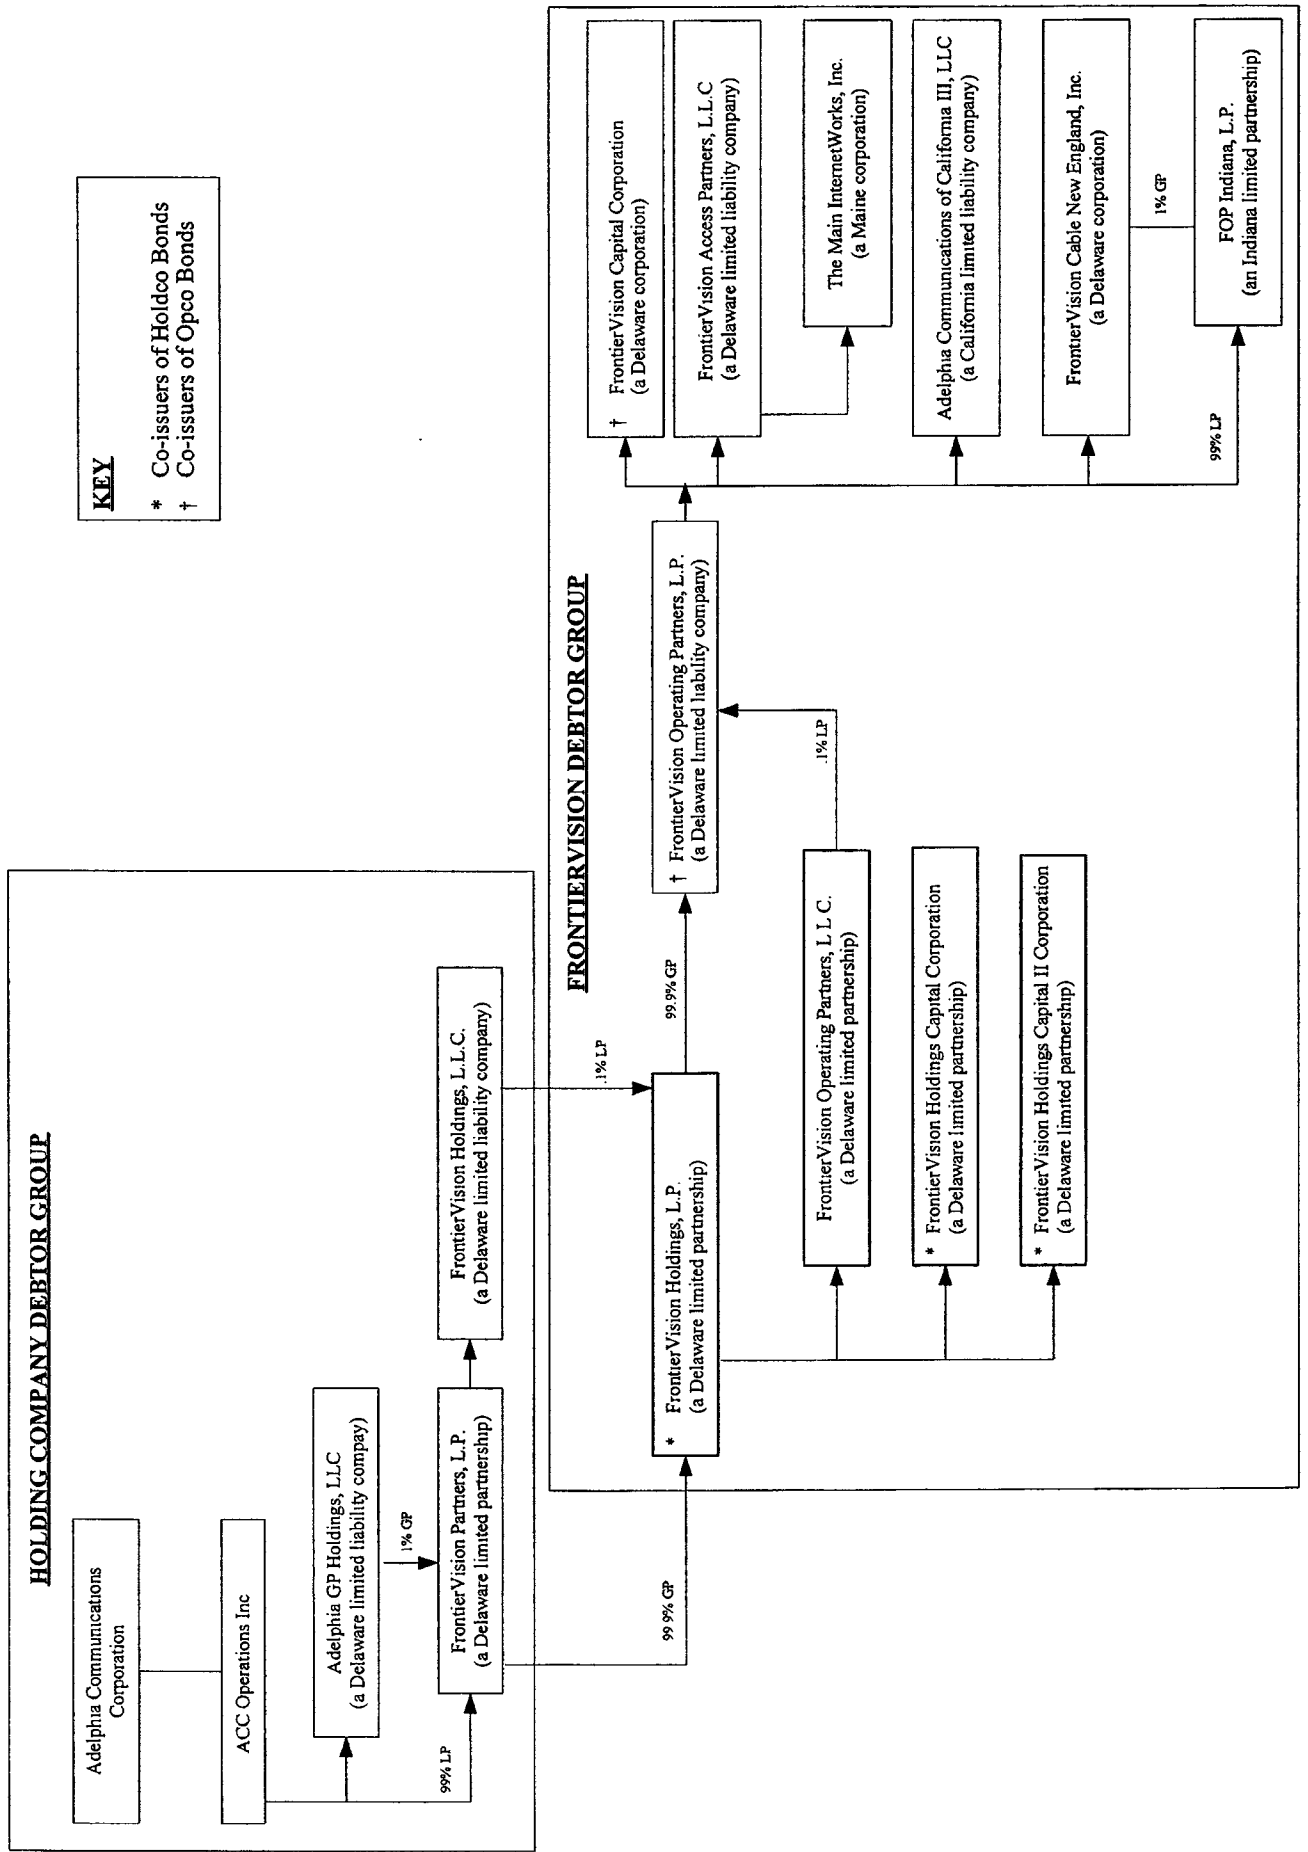 HOLDING COMPANY DEBTOR GROUP
Adelphia Communications
Corporation
ACC Operations Inc
Adelphia GP Holdings, LLC
(a Delaware limited liability compay)
1% GP
99% LP
FrontierVision Partners, L.P.
(a Delaware limited partnership)
FrontierVision Holdings, L.L.C.
(a Delaware limited liability company)
KEY
* Co-issuers of Holdco Bonds
† Co-issuers of Opco Bonds
99 9% GP
.1% LP
FRONTIERVISION DEBTOR GROUP
* FrontierVision Holdings, L.P.
(a Delaware limited partnership)
99.9% GP
† FrontierVision Operating Partners, L.P.
(a Delaware limited liability company)
.1% LP
FrontierVision Operating Partners, L L C.
(a Delaware limited partnership)
* FrontierVision Holdings Capital Corporation
(a Delaware limited partnership)
* FrontierVision Holdings Capital II Corporation
(a Delaware limited partnership)
† FrontierVision Capital Corporation
(a Delaware corporation)
FrontierVision Access Partners, L.L.C
(a Delaware limited liability company)
The Main InternetWorks, Inc.
(a Maine corporation)
Adelphia Communications of California III, LLC
(a California limited liability company)
FrontierVision Cable New England, Inc.
(a Delaware corporation)
1% GP
99% LP
FOP Indiana, L.P.
(an Indiana limited partnership)